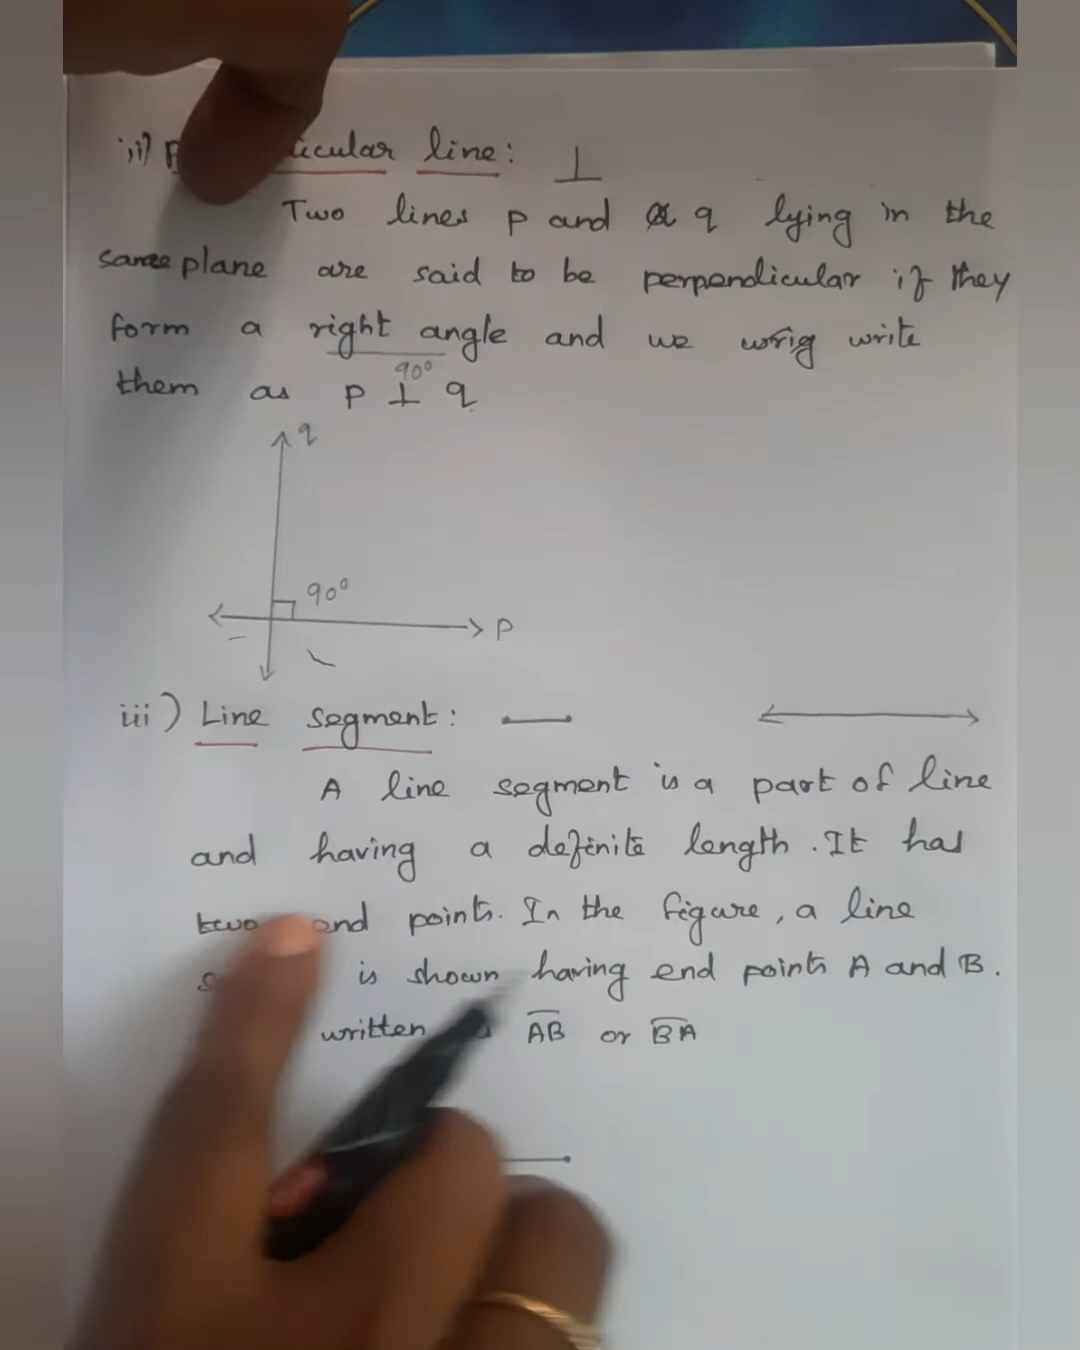 ii) icular line: ⊥
Two lines p and q lying in the
same plane are said to be perpendicular if they
form a right angle and we wrig write
90°
them as P ⊥ q
q
90°
P
iii) Line segment:
A line segment is a part of line
and having a definite length. It has
two end points. In the figure, a line
is shown having end points A and B.
written A̅B̅ or B̅A̅